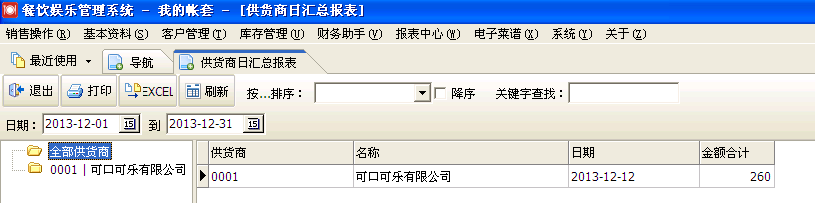 餐饮娱乐管理系统 - 我的帐套 - [供货商日汇总报表]
销售操作(R) 基本资料(S) 客户管理(T) 库存管理(U) 财务助手(V) 报表中心(W) 电子菜谱(X) 系统(Y) 关于(Z)
最近使用 导航 供货商日汇总报表
退出 打印 EXCEL 刷新 按...排序: 降序 关键字查找:
日期: 2013-12-01 15 到 2013-12-31 15
全部供货商
0001 | 可口可乐有限公司
供货商 名称 日期 金额合计
0001 可口可乐有限公司 2013-12-12 260